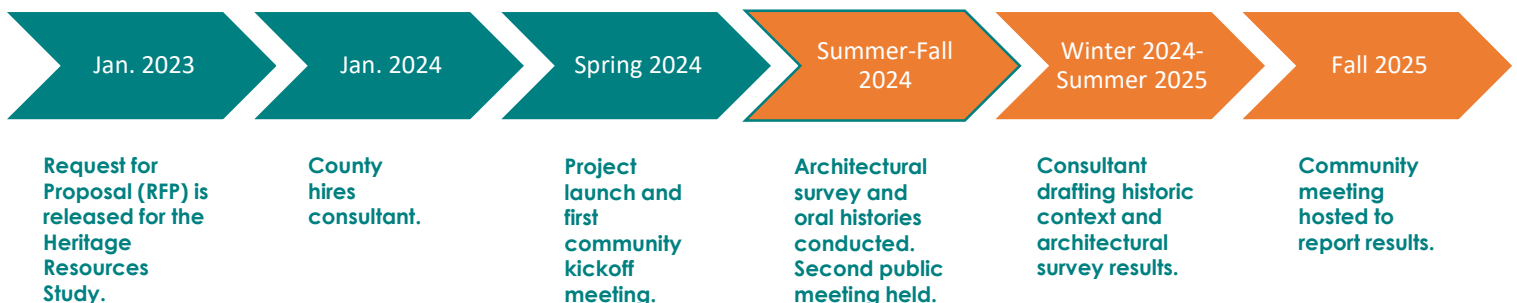 Jan. 2023
Jan. 2024
Spring 2024
Summer-Fall
2024
Winter 2024-
Summer 2025
Fall 2025
Request for
Proposal (RFP) is
released for the
Heritage
Resources
Study.
County
hires
consultant.
Project
launch and
first
community
kickoff
meeting.
Architectural
survey and
oral histories
conducted.
Second public
meeting held.
Consultant
drafting historic
context and
architectural
survey results.
Community
meeting
hosted to
report results.